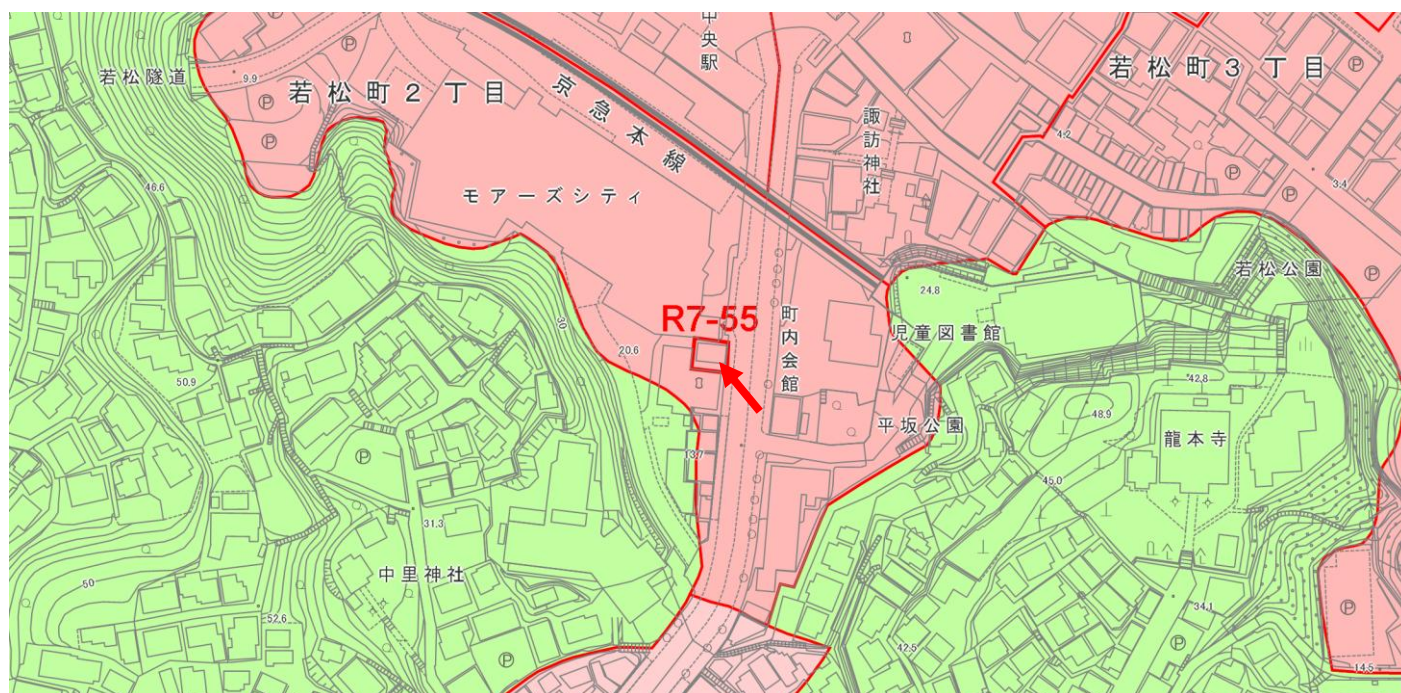 中央駅
若松町3丁目
若松隧道
9.9
若松町2丁目
京急本線
諏訪神社
4.2
3.4
46.6
モアーズシティ
若松公園
24.8
30
R7-55
町内会館
児童図書館
20.6
42.8
50.9
48.9
平坂公園
龍本寺
13.7
45.0
31.3
中里神社
50
52.6
34.1
42.5
14.5
P
P
P
P
P
P
P
P
P